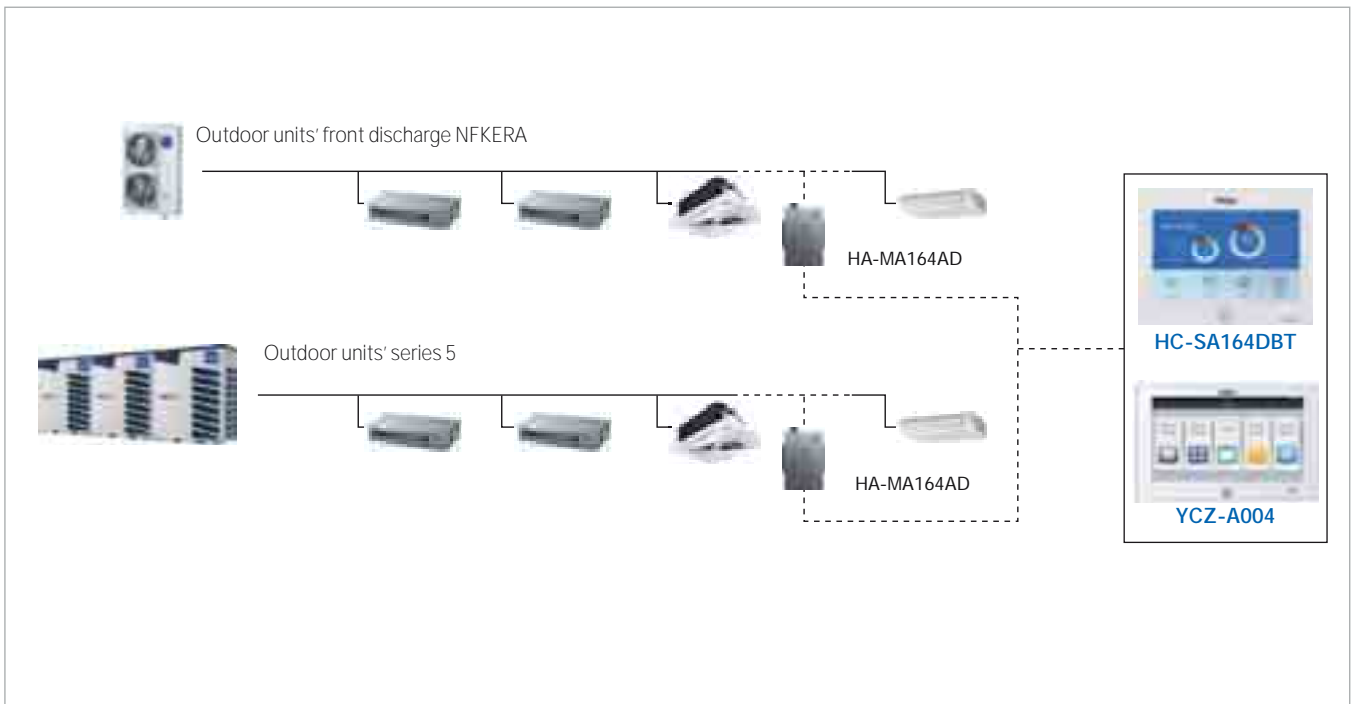 Outdoor units' front discharge NFKERA
HA-MA164AD
HC-SA164DBT
Outdoor units' series 5
HA-MA164AD
YCZ-A004